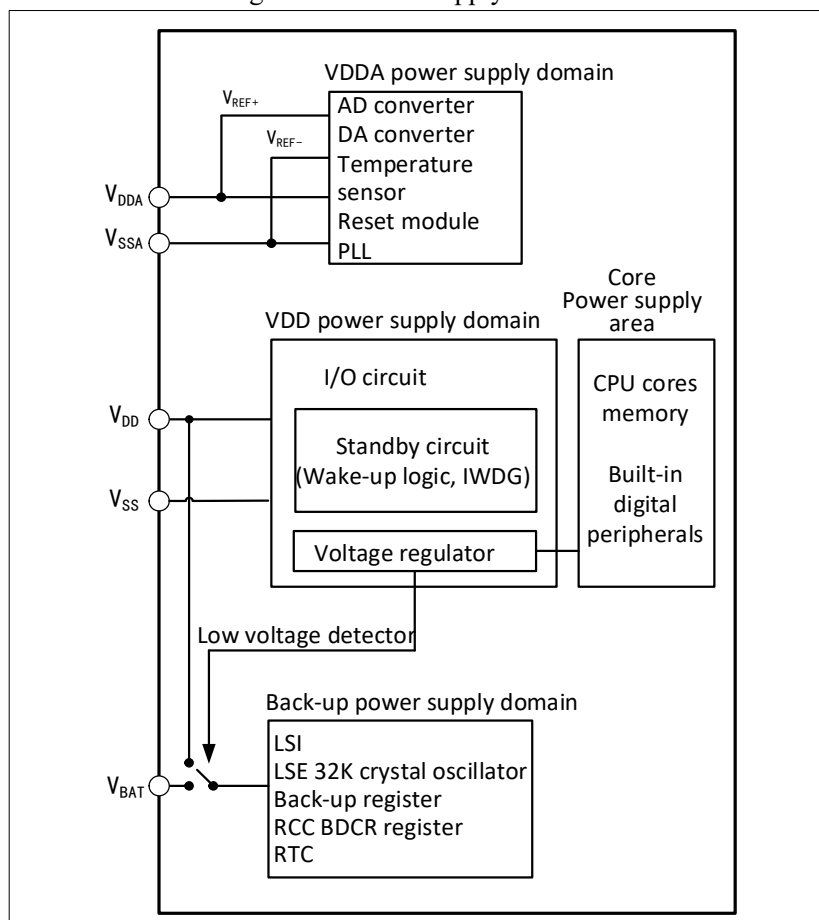 VDDA power supply domain
VREF+
AD converter
DA converter
VREF-
Temperature
sensor
Reset module
PLL
VDDA
VSSA
Core
Power supply
area
VDD power supply domain
I/O circuit
CPU cores
memory
VDD
Standby circuit
(Wake-up logic, IWDG)
Built-in
digital
peripherals
VSS
Voltage regulator
Low voltage detector
Back-up power supply domain
LSI
LSE 32K crystal oscillator
Back-up register
RCC BDCR register
RTC
VBAT